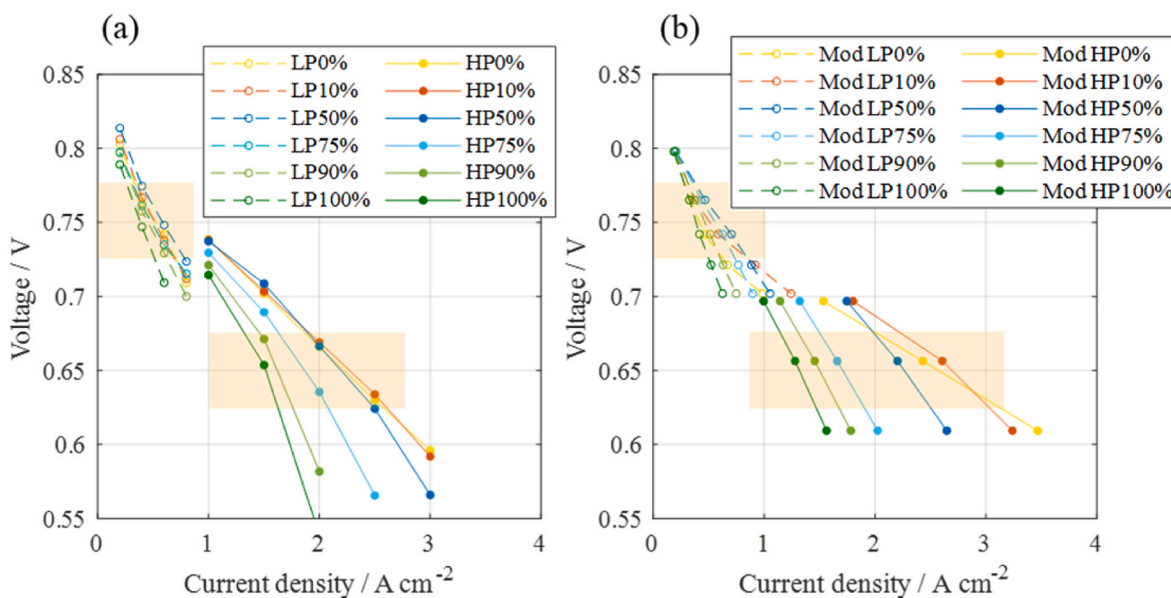 (a)
LP0% HP0%
LP10% HP10%
LP50% HP50%
LP75% HP75%
LP90% HP90%
LP100% HP100%
0.85
0.8
0.75
0.7
0.65
0.6
0.55
Voltage / V
0 1 2 3 4
Current density / A cm⁻²
(b)
Mod LP0% Mod HP0%
Mod LP10% Mod HP10%
Mod LP50% Mod HP50%
Mod LP75% Mod HP75%
Mod LP90% Mod HP90%
Mod LP100% Mod HP100%
0.85
0.8
0.75
0.7
0.65
0.6
0.55
Voltage / V
0 1 2 3 4
Current density / A cm⁻²